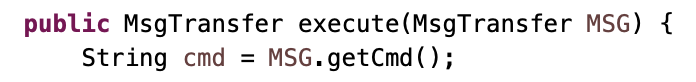 public MsgTransfer execute(MsgTransfer MSG) {
    String cmd = MSG.getCmd();